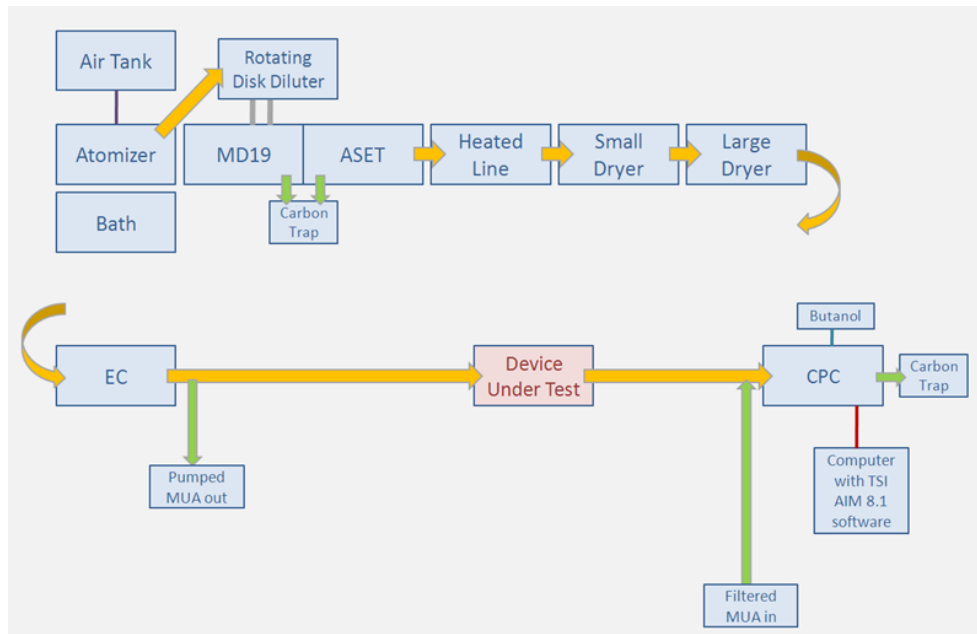 Air Tank
Rotating
Disk Diluter
Atomizer
MD19
ASET
Heated
Line
Small
Dryer
Large
Dryer
Bath
Carbon
Trap
Butanol
EC
Device
Under Test
CPC
Carbon
Trap
Pumped
MUA out
Computer
with TSI
AIM 8.1
software
Filtered
MUA in